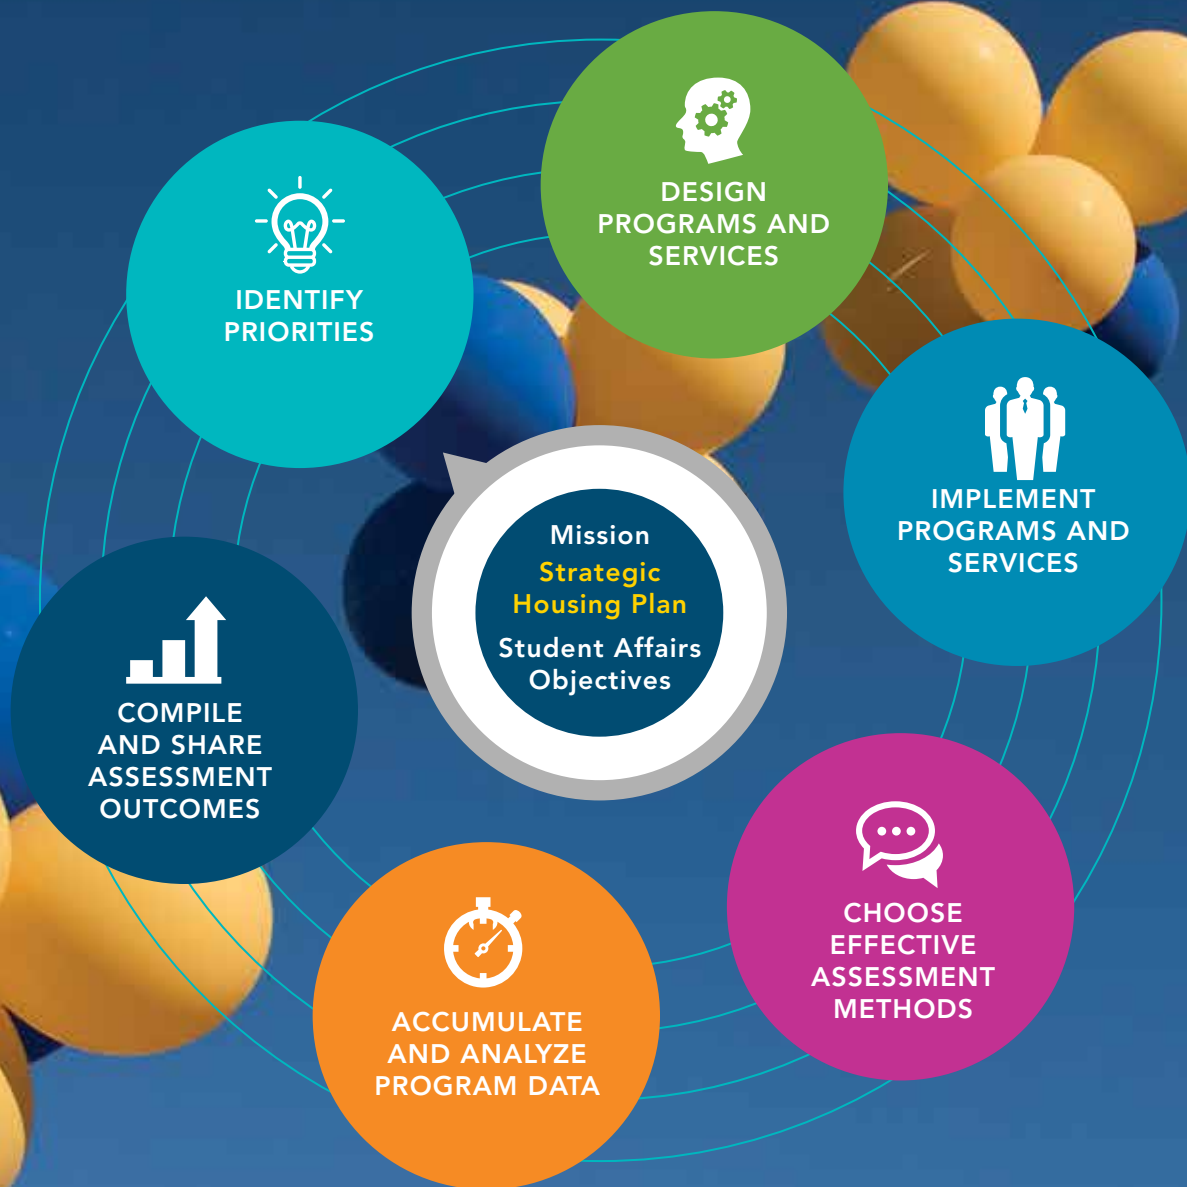 IDENTIFY
PRIORITIES
DESIGN
PROGRAMS AND
SERVICES
IMPLEMENT
PROGRAMS AND
SERVICES
CHOOSE
EFFECTIVE
ASSESSMENT
METHODS
ACCUMULATE
AND ANALYZE
PROGRAM DATA
COMPILE
AND SHARE
ASSESSMENT
OUTCOMES
Mission
Strategic
Housing Plan
Student Affairs
Objectives